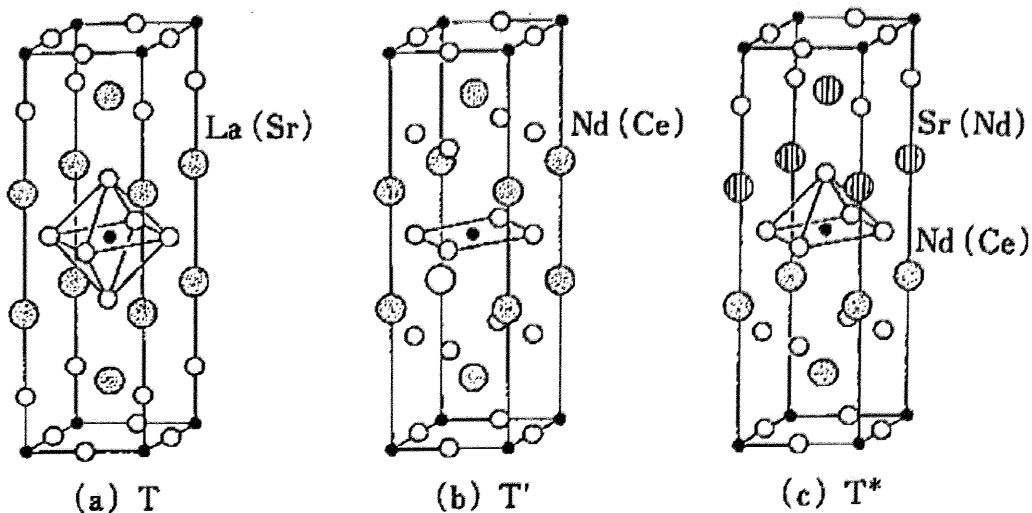 La (Sr)
Nd (Ce)
Sr (Nd)
Nd (Ce)
(a) T
(b) T'
(c) T*